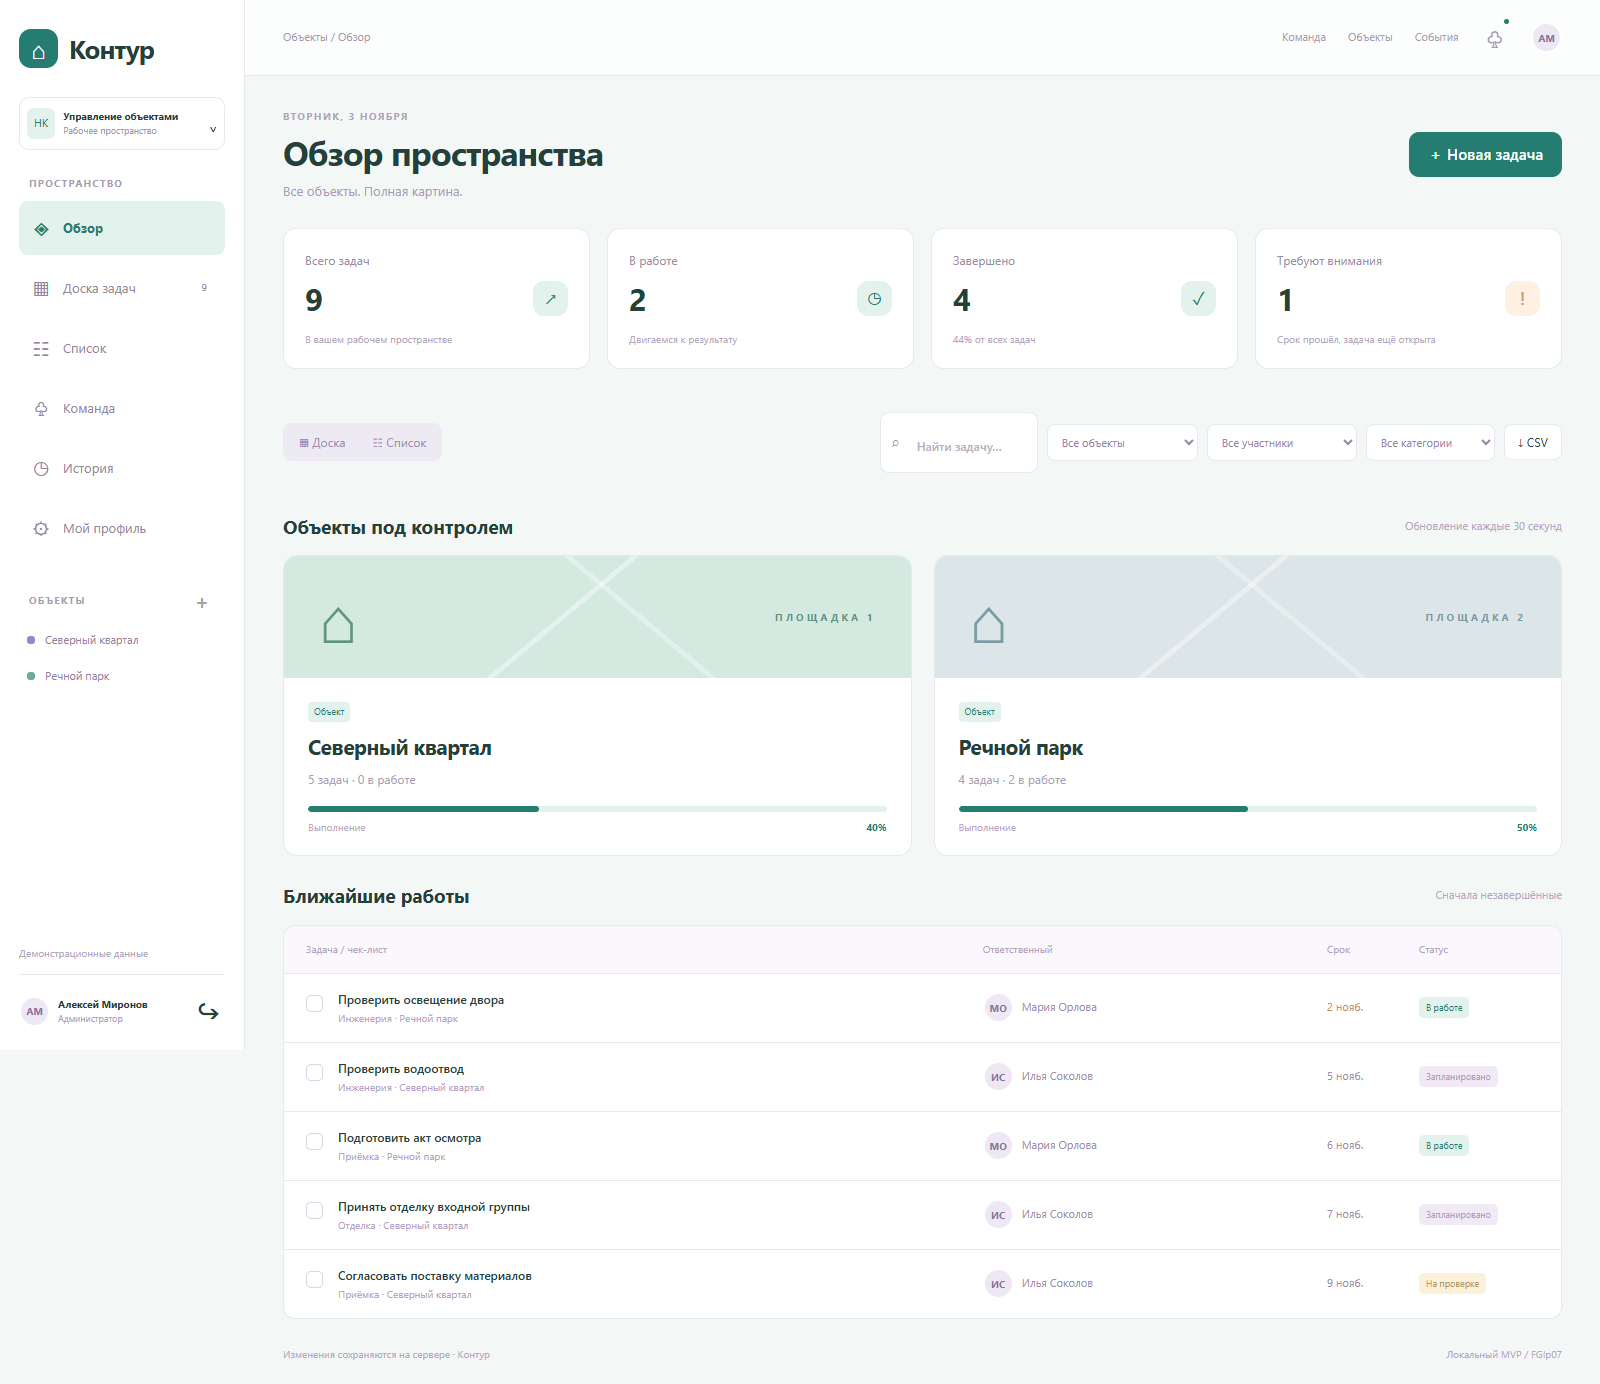 Контур
НК Управление объектами
Рабочее пространство
ПРОСТРАНСТВО
Обзор
Доска задач 9
Список
Команда
История
Мой профиль
ОБЪЕКТЫ +
Северный квартал
Речной парк
Демонстрационные данные
АМ Алексей Миронов
Администратор
Объекты / Обзор
Команда Объекты События АМ
ВТОРНИК, 3 НОЯБРЯ
Обзор пространства
Все объекты. Полная картина.
+ Новая задача
Всего задач
9
В вашем рабочем пространстве
В работе
2
Двигаемся к результату
Завершено
4
44% от всех задач
Требуют внимания
1
!
Срок прошёл, задача ещё открыта
Доска Список
Найти задачу...
Все объекты
Все участники
Все категории
↓ CSV
Объекты под контролем
Обновление каждые 30 секунд
ПЛОЩАДКА 1
Объект
Северный квартал
5 задач · 0 в работе
Выполнение 40%
ПЛОЩАДКА 2
Объект
Речной парк
4 задач · 2 в работе
Выполнение 50%
Ближайшие работы
Сначала незавершённые
Задача / чек-лист Ответственный Срок Статус
Проверить освещение двора
Инженерия · Речной парк
МО Мария Орлова 2 нояб. В работе
Проверить водоотвод
Инженерия · Северный квартал
ИС Илья Соколов 5 нояб. Запланировано
Подготовить акт осмотра
Приёмка · Речной парк
МО Мария Орлова 6 нояб. В работе
Принять отделку входной группы
Отделка · Северный квартал
ИС Илья Соколов 7 нояб. Запланировано
Согласовать поставку материалов
Приёмка · Северный квартал
ИС Илья Соколов 9 нояб. На проверке
Изменения сохраняются на сервере · Контур
Локальный MVP / FGlp07